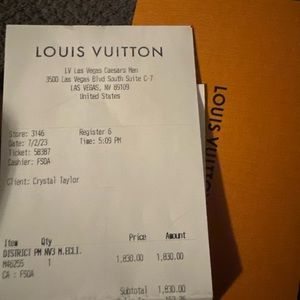 LOUIS VUITTON
LV Las Vegas Caesars Men
3500 Las Vegas Blvd South Suite C-7
LAS VEGAS, NV 89109
United States
Store: 3146 Register 6
Date: 7/2/23 Time: 5:09 PM
Ticket: 58387
Cashier: FSOA
Client: Crystal Taylor
Item Qty Price Amount
DISTRICT PM NV3 M.ECLI.
M46255 1 1,830.00 1,830.00
CA : FSOA
Subtotal 1,830.00
LOUIS VUITTON